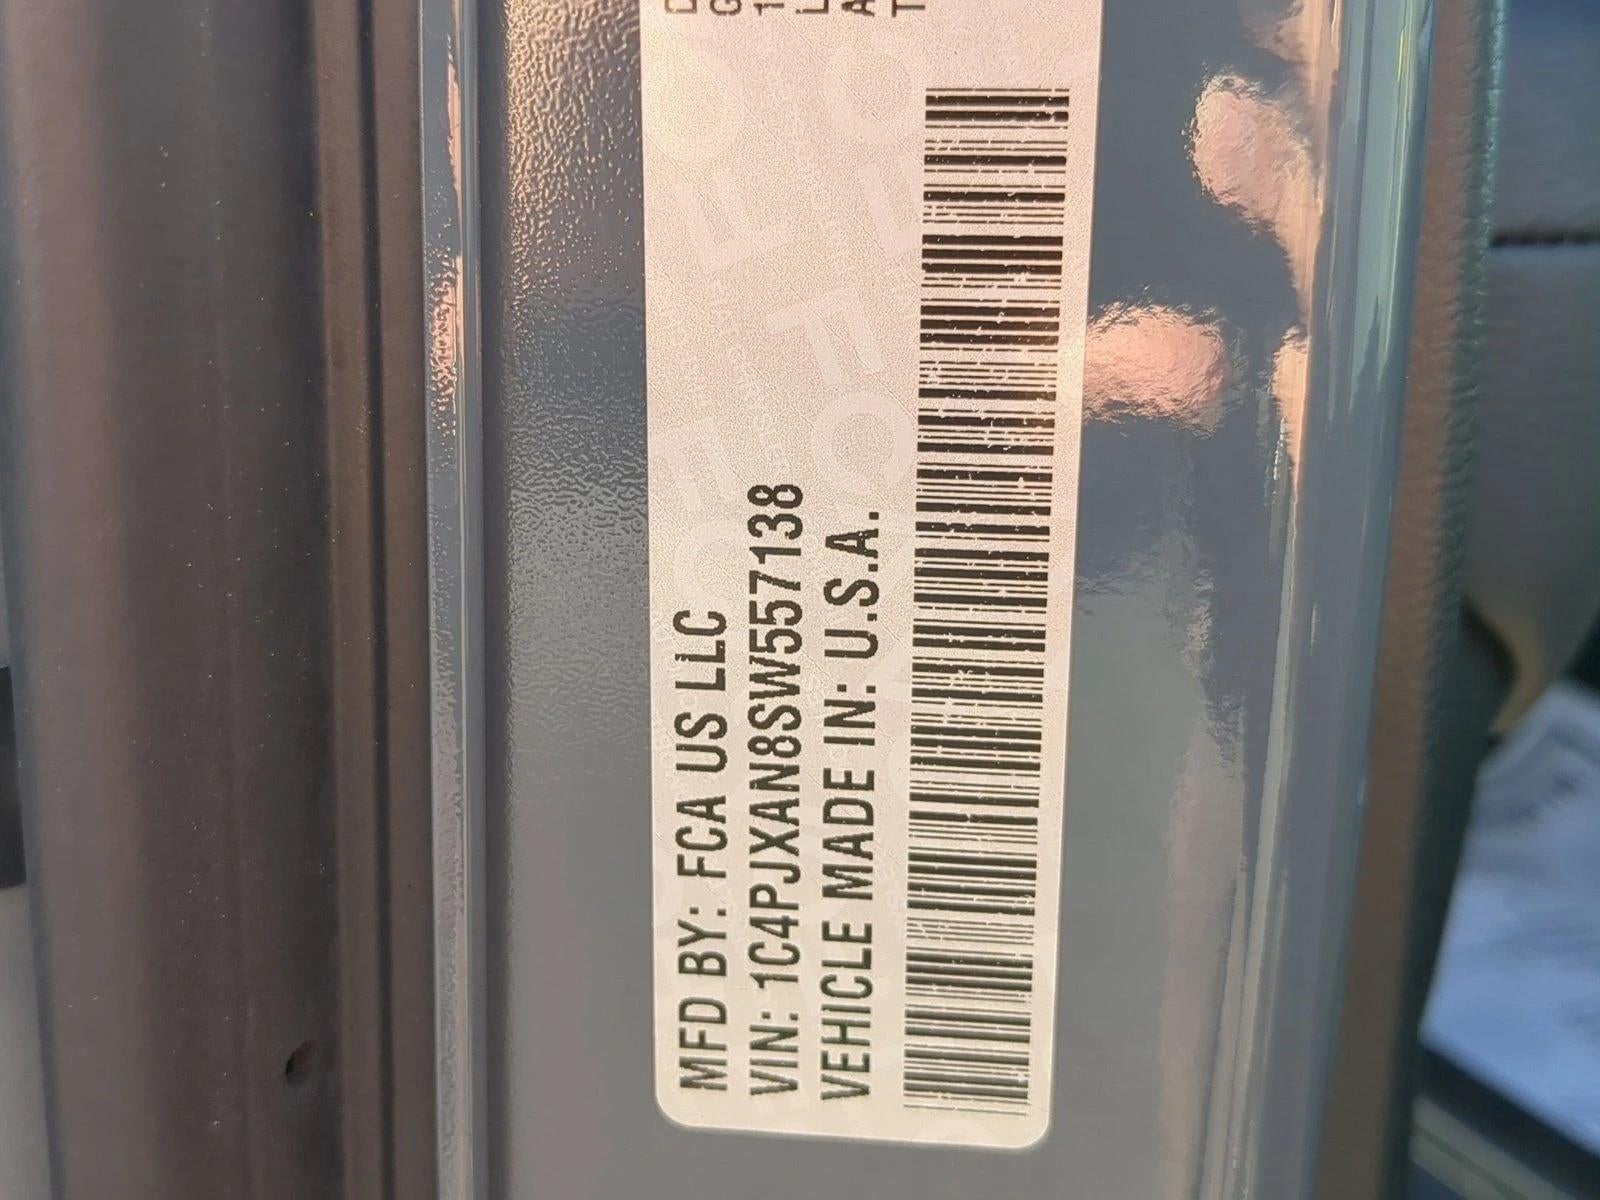 MFD BY: FCA US LLC
VIN: 1C4PJXAN8SW557138
VEHICLE MADE IN: U.S.A.